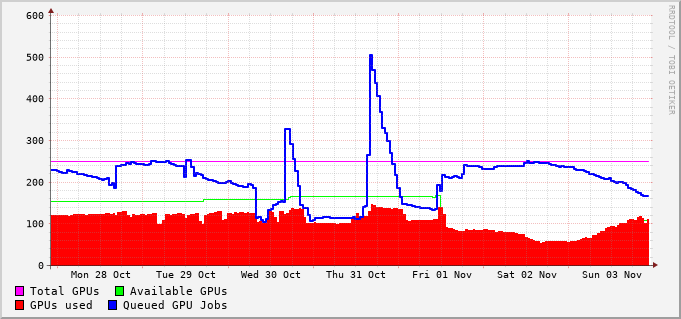 RRDTOOL / TOBI OETIKER
600
500
400
300
200
100
0
Mon 28 Oct Tue 29 Oct Wed 30 Oct Thu 31 Oct Fri 01 Nov Sat 02 Nov Sun 03 Nov
Total GPUs Available GPUs
GPUs used Queued GPU Jobs